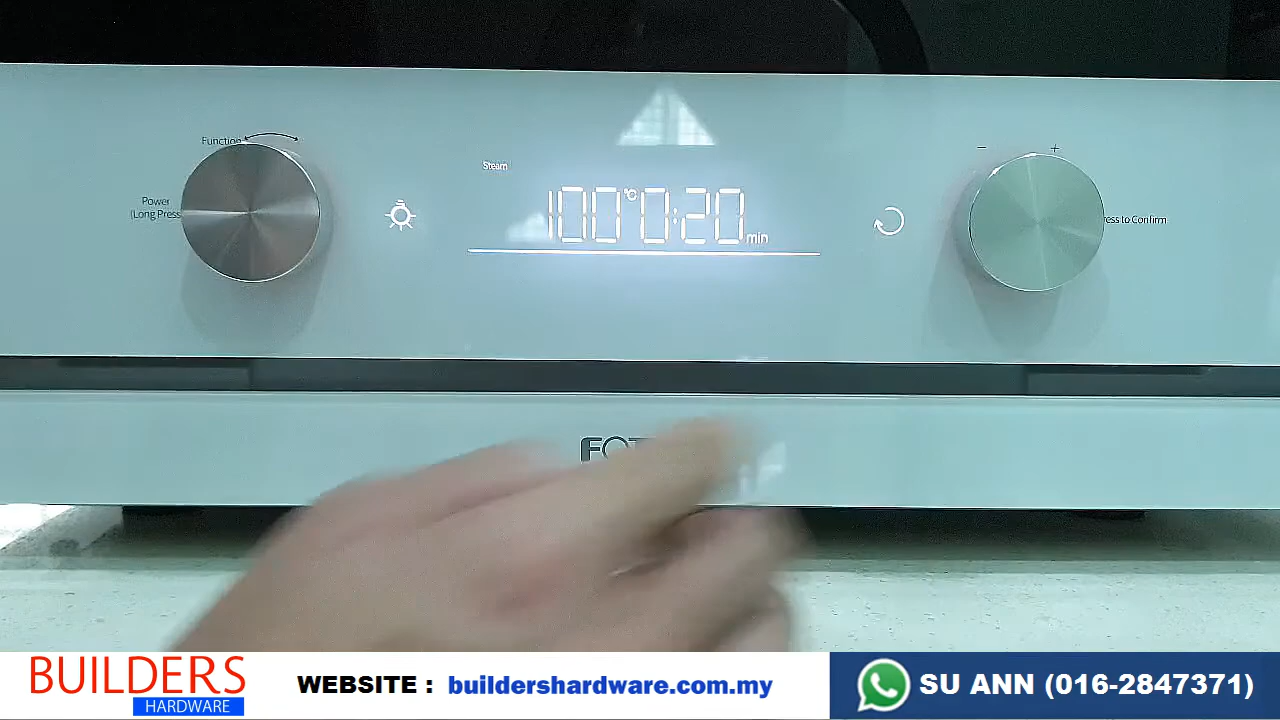 Function
− +
Power
(Long Press
Steam
100°C 0:20 min
ess to Confirm
BUILDERS
HARDWARE
WEBSITE : buildershardware.com.my
SU ANN (016-2847371)